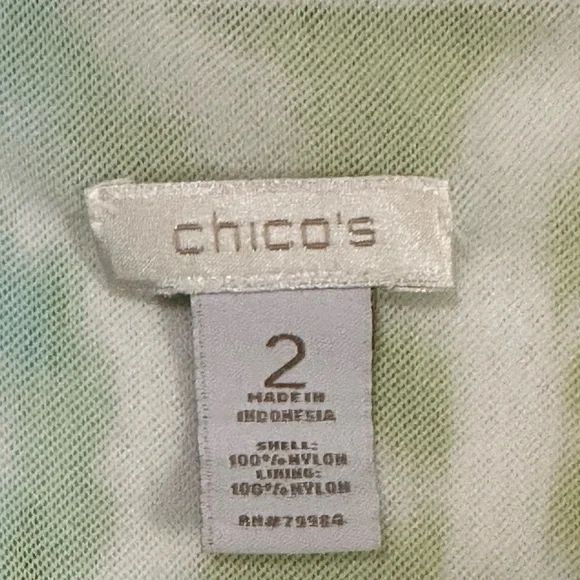 chico's
2
MADE IN
INDONESIA
SHELL:
100% NYLON
LINING:
100% NYLON
RN#79984